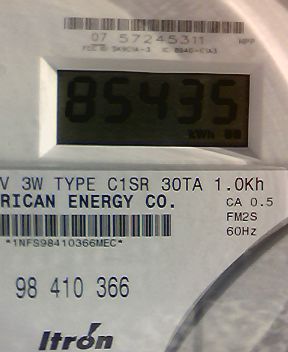 07 57245311 NPP
85435
kWh
V 3W TYPE C1SR 30TA 1.0Kh
RICAN ENERGY CO.
CA 0.5
FM2S
60Hz
*1NFS98410366MEC*
98 410 366
Itron